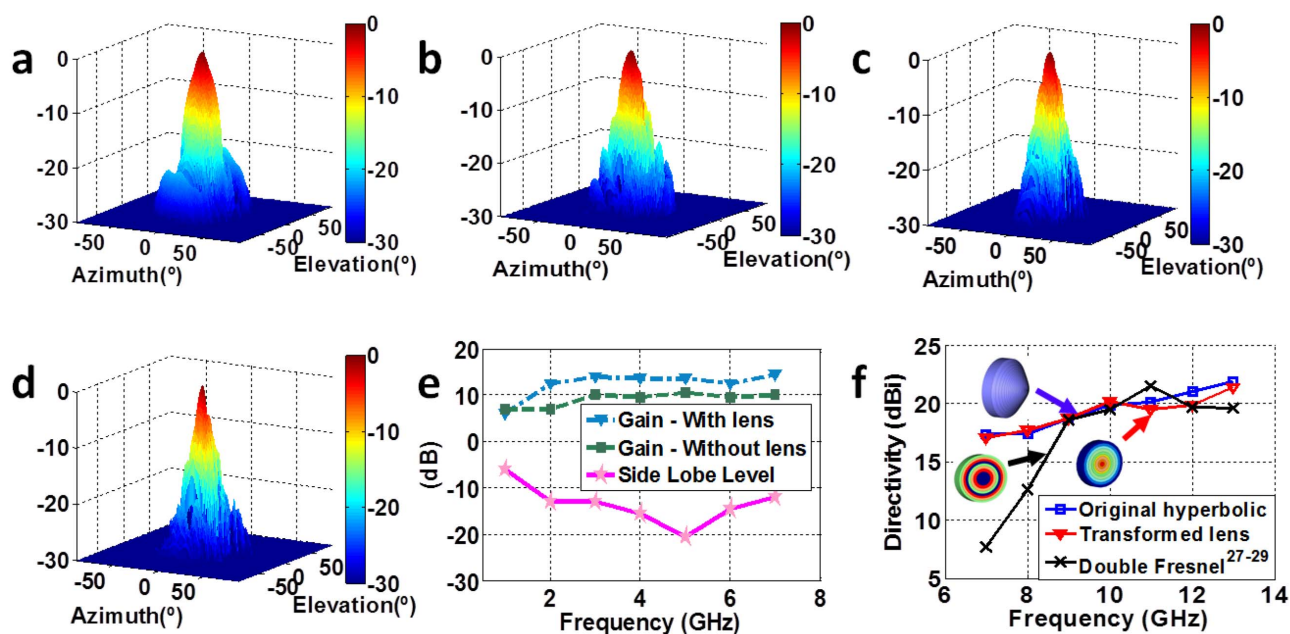 a
0
-10
-20
-30
-50
0
50
Azimuth(º)
-50
0
50
Elevation(º)
0
-10
-20
-30
b
0
-10
-20
-30
-50
0
50
Azimuth(º)
-50
0
50
Elevation(º)
0
-10
-20
-30
c
0
-10
-20
-30
-50
0
50
Azimuth(º)
-50
0
50
Elevation(º)
0
-10
-20
-30
d
0
-10
-20
-30
-50
0
50
Azimuth(º)
-50
0
50
Elevation(º)
0
-10
-20
-30
e
(dB)
20
10
0
-10
-20
-30
Gain - With lens
Gain - Without lens
Side Lobe Level
2 4 6 8
Frequency (GHz)
f
Directivity (dBi)
25
20
15
10
5
Original hyperbolic
Transformed lens
Double Fresnel27-29
6 8 10 12 14
Frequency (GHz)